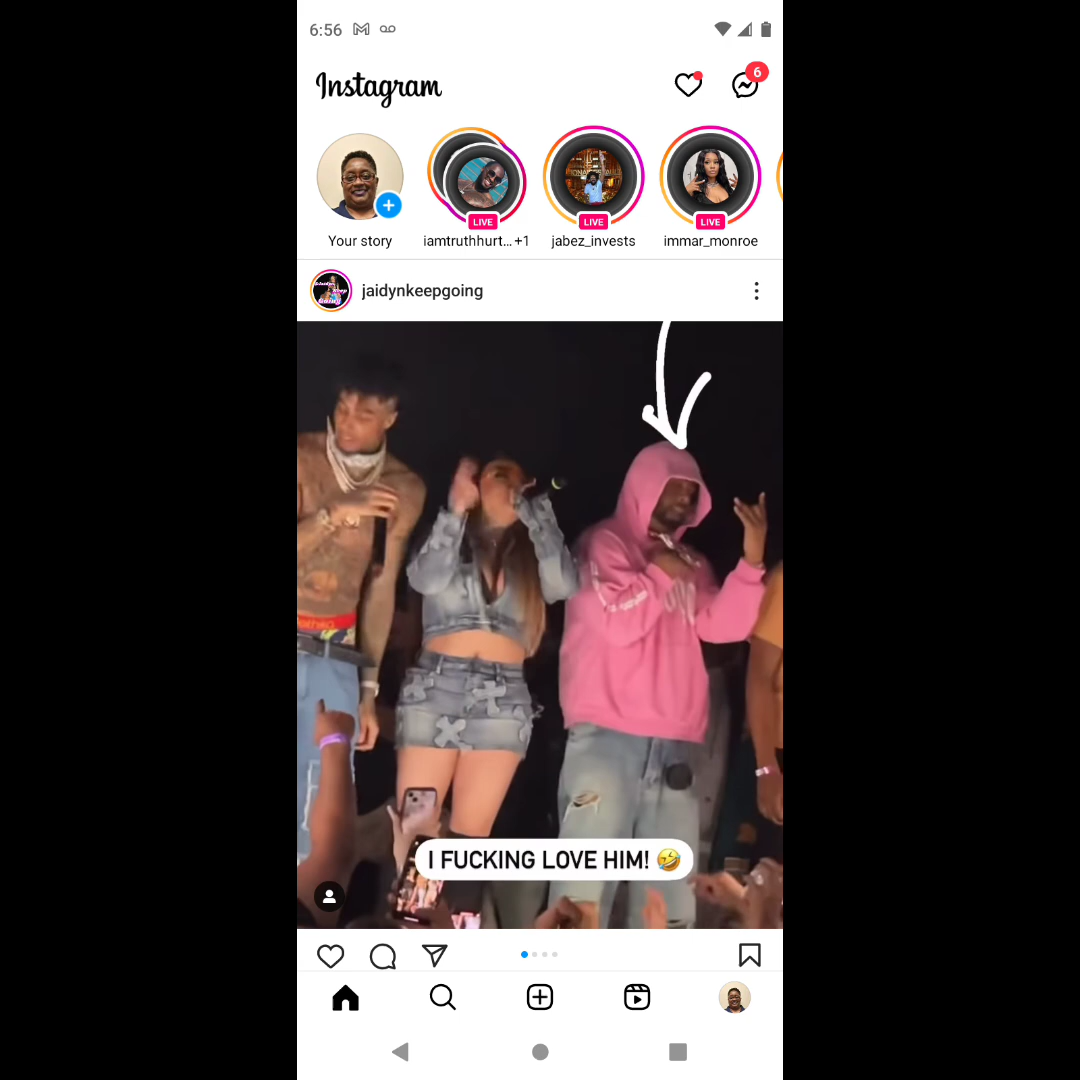 6:56
Instagram
6
LIVE
LIVE
LIVE
Your story
iamtruthhurt... +1
jabez_invests
immar_monroe
jaidynkeepgoing
I FUCKING LOVE HIM! 🤣